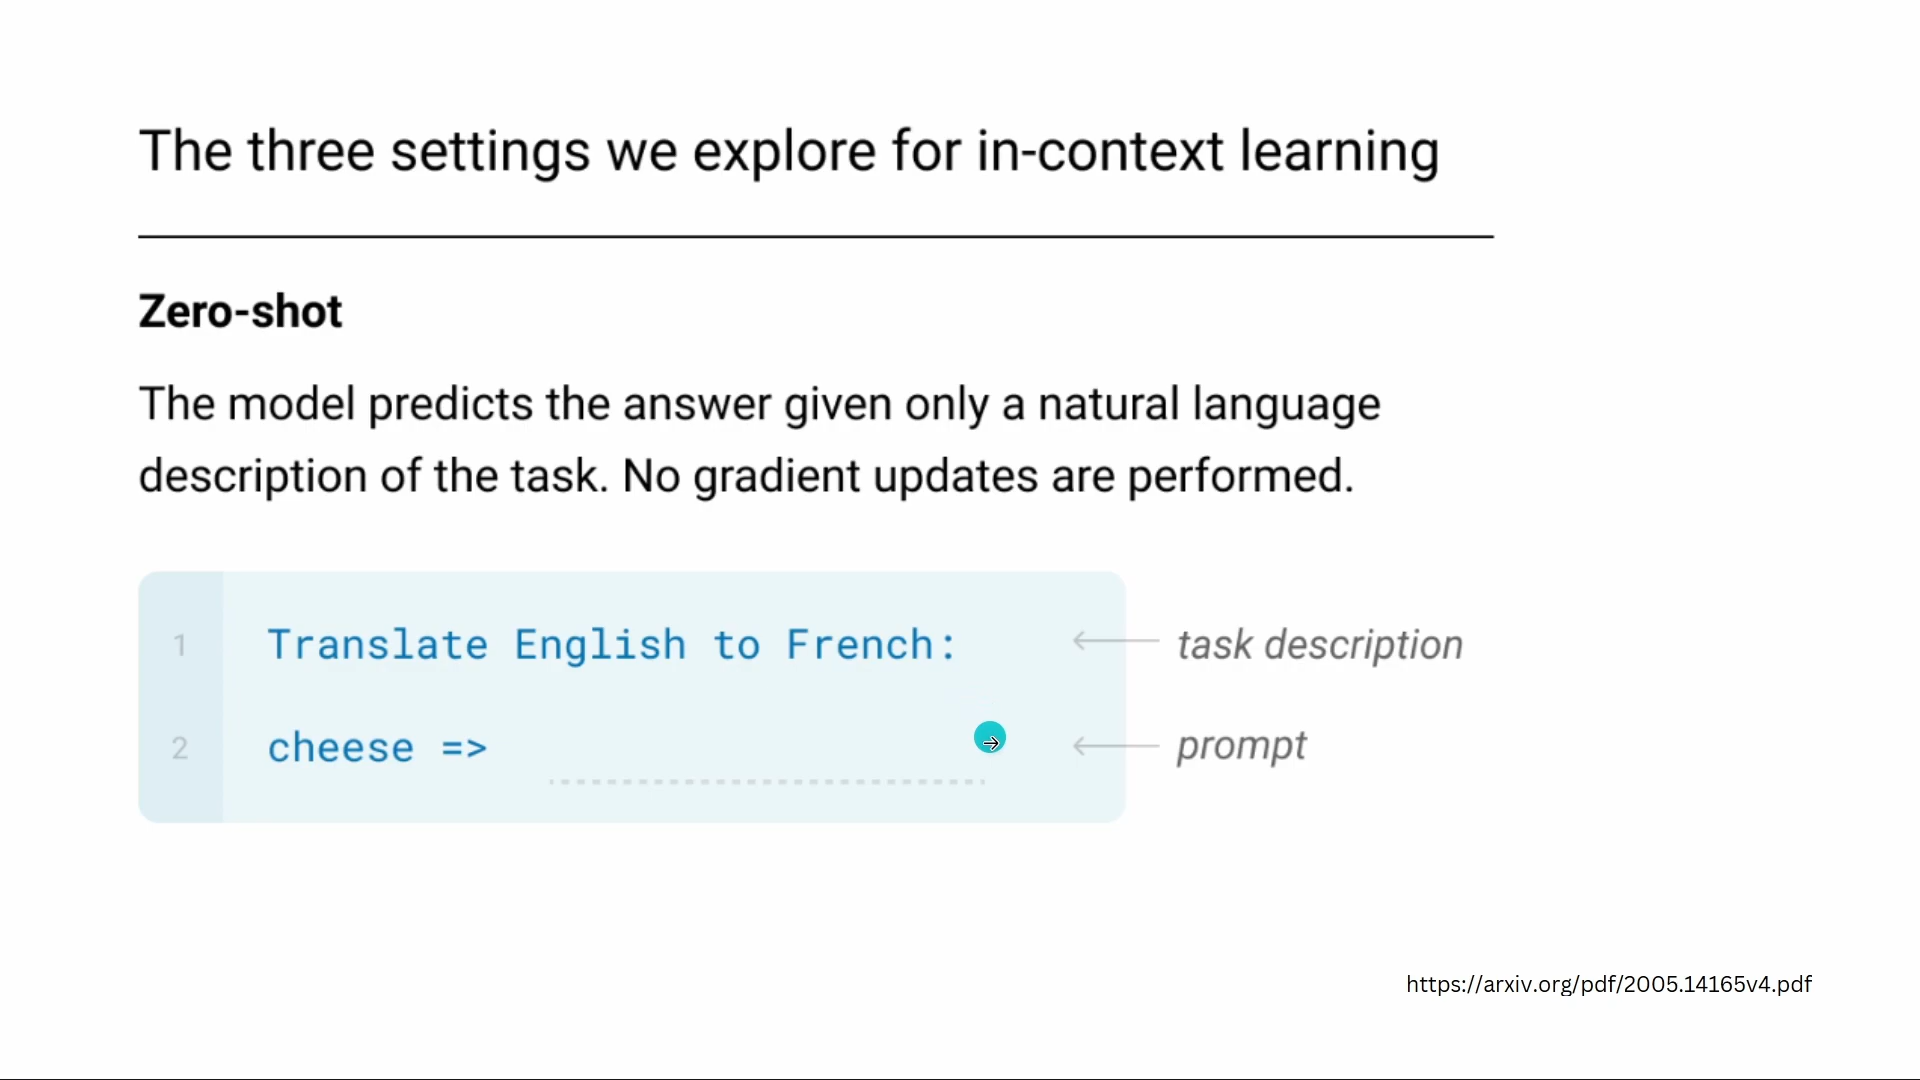 The three settings we explore for in-context learning
Zero-shot
The model predicts the answer given only a natural language
description of the task. No gradient updates are performed.
1 Translate English to French: task description
2 cheese => prompt
https://arxiv.org/pdf/2005.14165v4.pdf